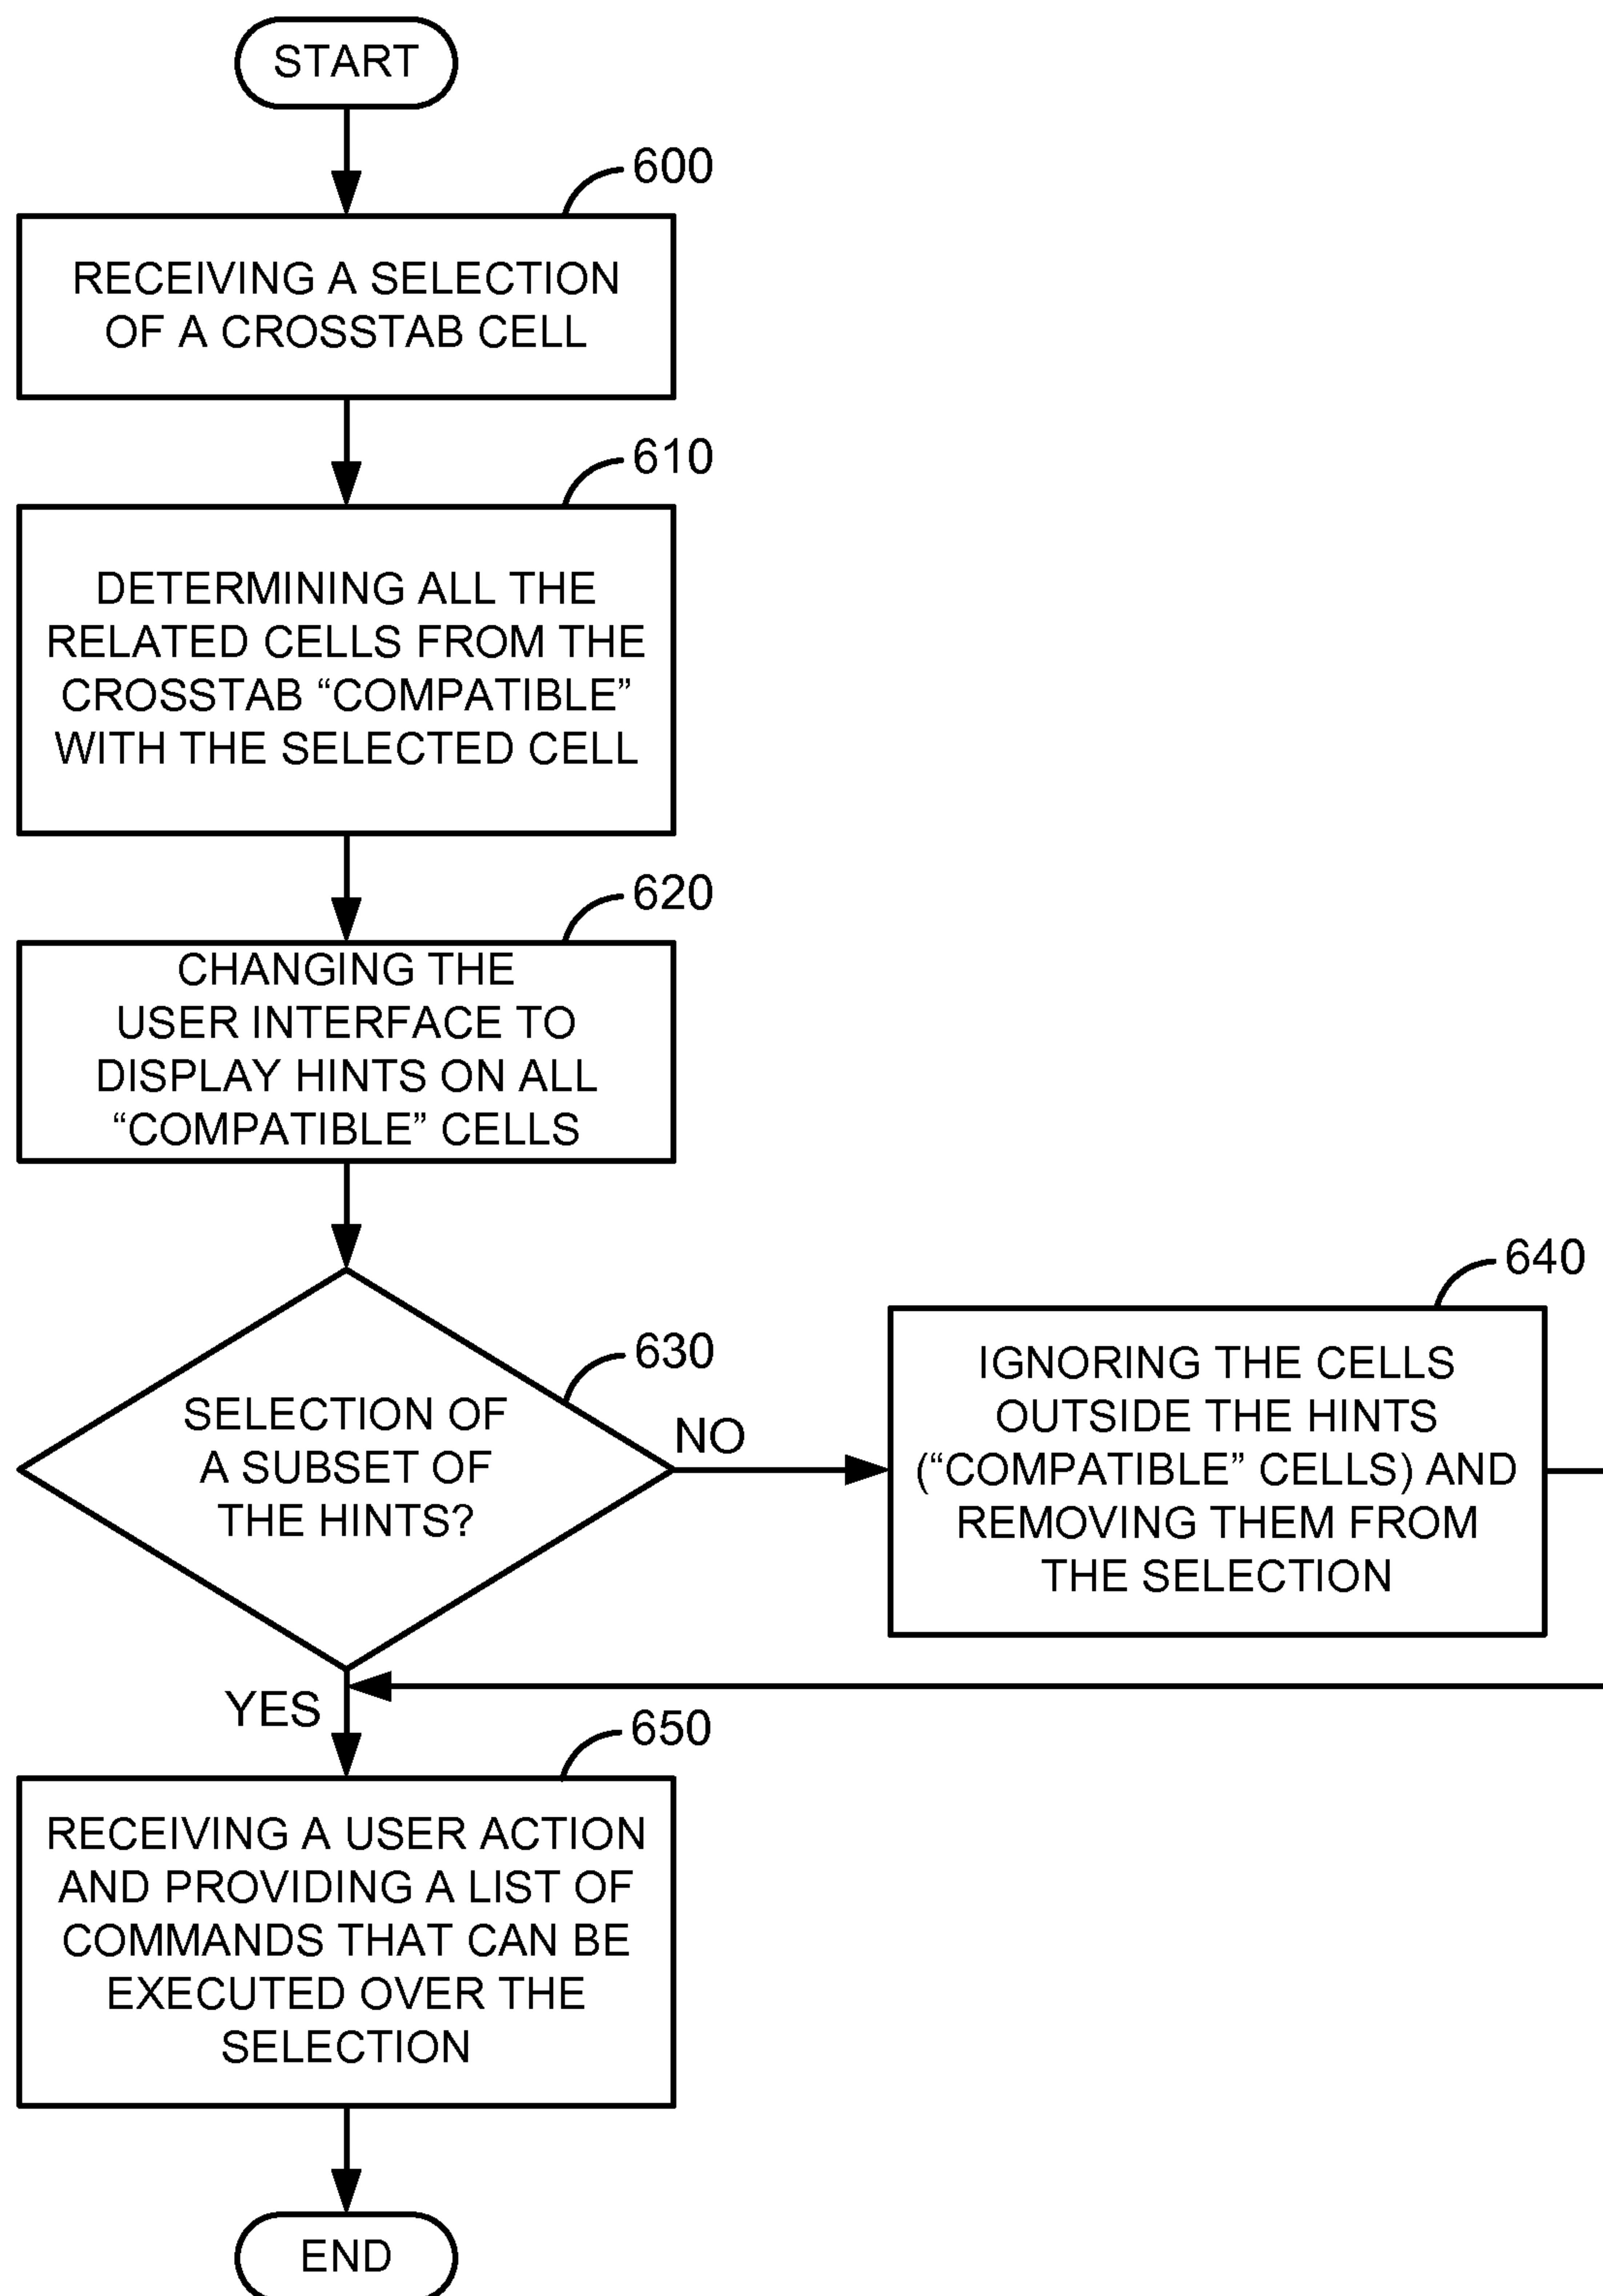 START
600
RECEIVING A SELECTION
OF A CROSSTAB CELL
610
DETERMINING ALL THE
RELATED CELLS FROM THE
CROSSTAB “COMPATIBLE”
WITH THE SELECTED CELL
620
CHANGING THE
USER INTERFACE TO
DISPLAY HINTS ON ALL
“COMPATIBLE” CELLS
630
SELECTION OF
A SUBSET OF
THE HINTS?
NO
640
IGNORING THE CELLS
OUTSIDE THE HINTS
(“COMPATIBLE” CELLS) AND
REMOVING THEM FROM
THE SELECTION
YES
650
RECEIVING A USER ACTION
AND PROVIDING A LIST OF
COMMANDS THAT CAN BE
EXECUTED OVER THE
SELECTION
END